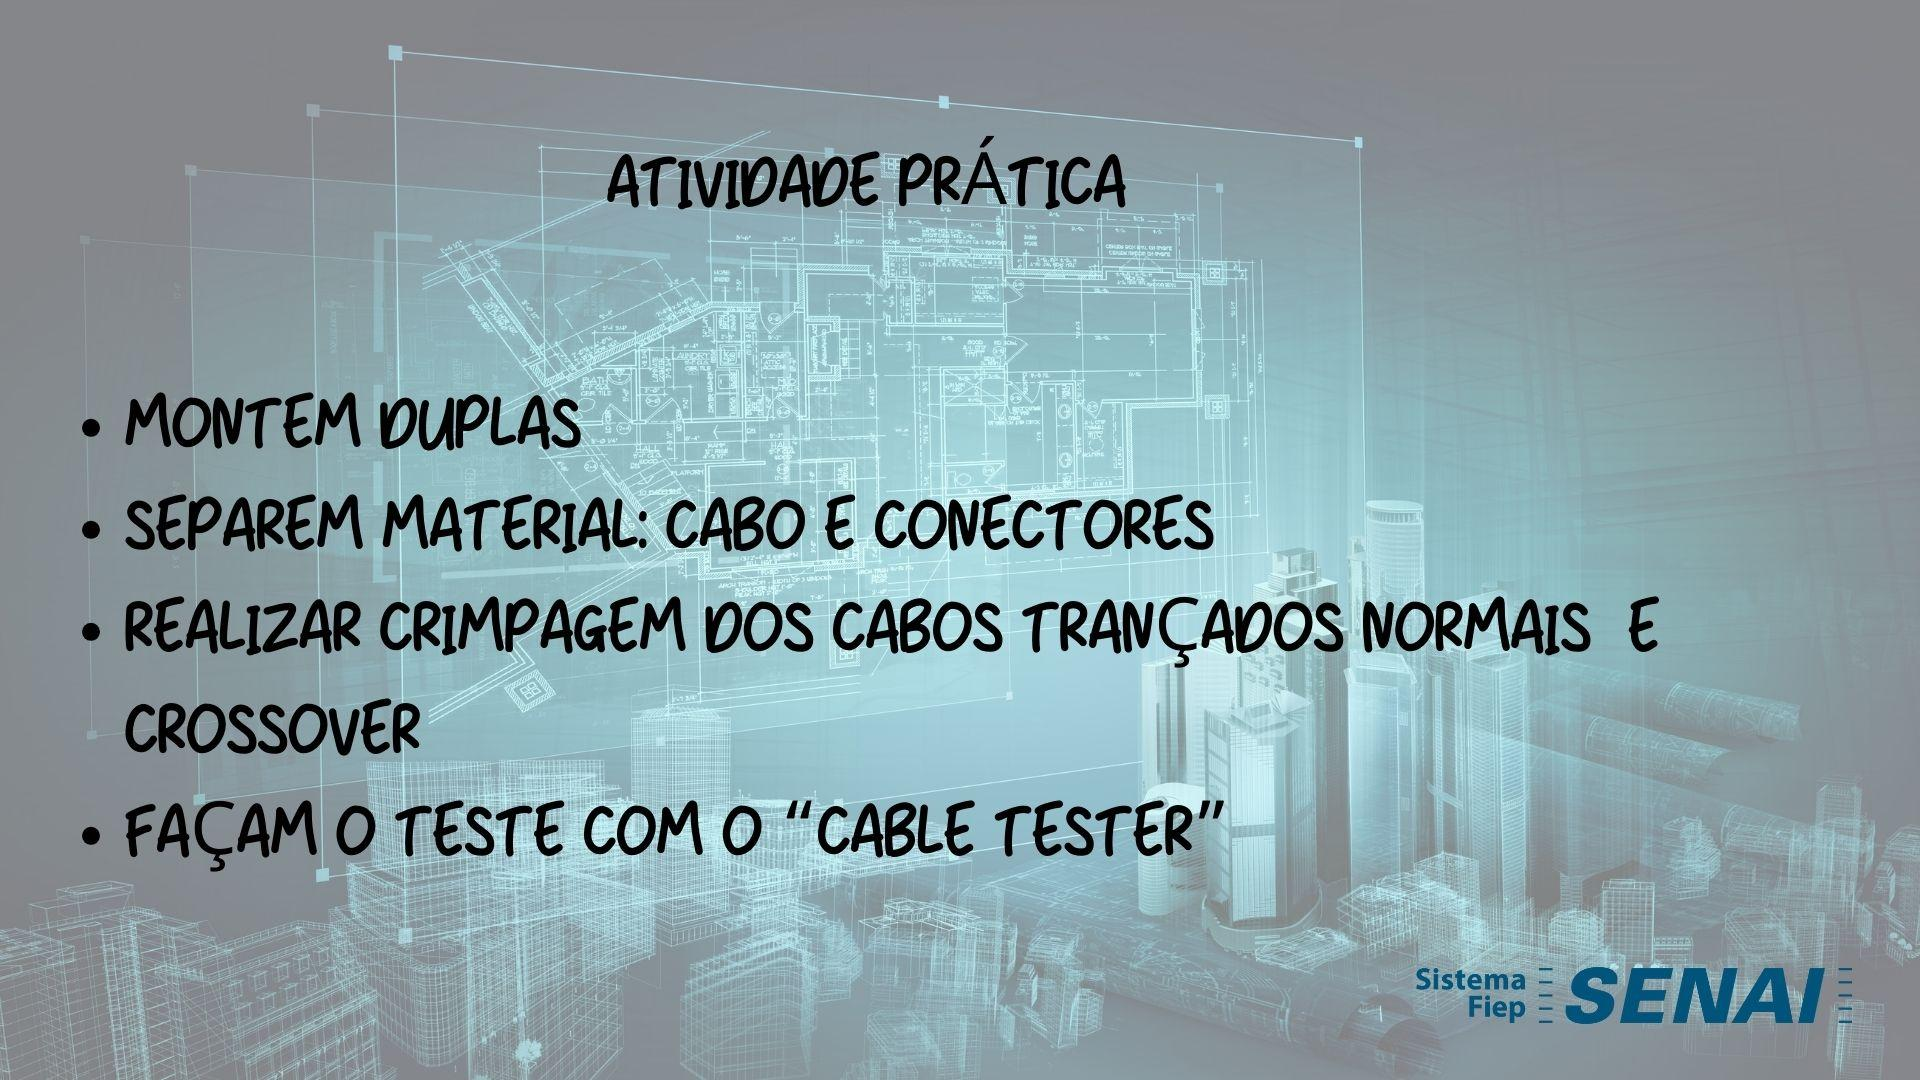 ATIVIDADE PRÁTICA
• MONTEM DUPLAS
• SEPAREM MATERIAL: CABO E CONECTORES
• REALIZAR CRIMPAGEM DOS CABOS TRANÇADOS NORMAIS E
CROSSOVER
• FAÇAM O TESTE COM O “CABLE TESTER”
Sistema
Fiep
SENAI